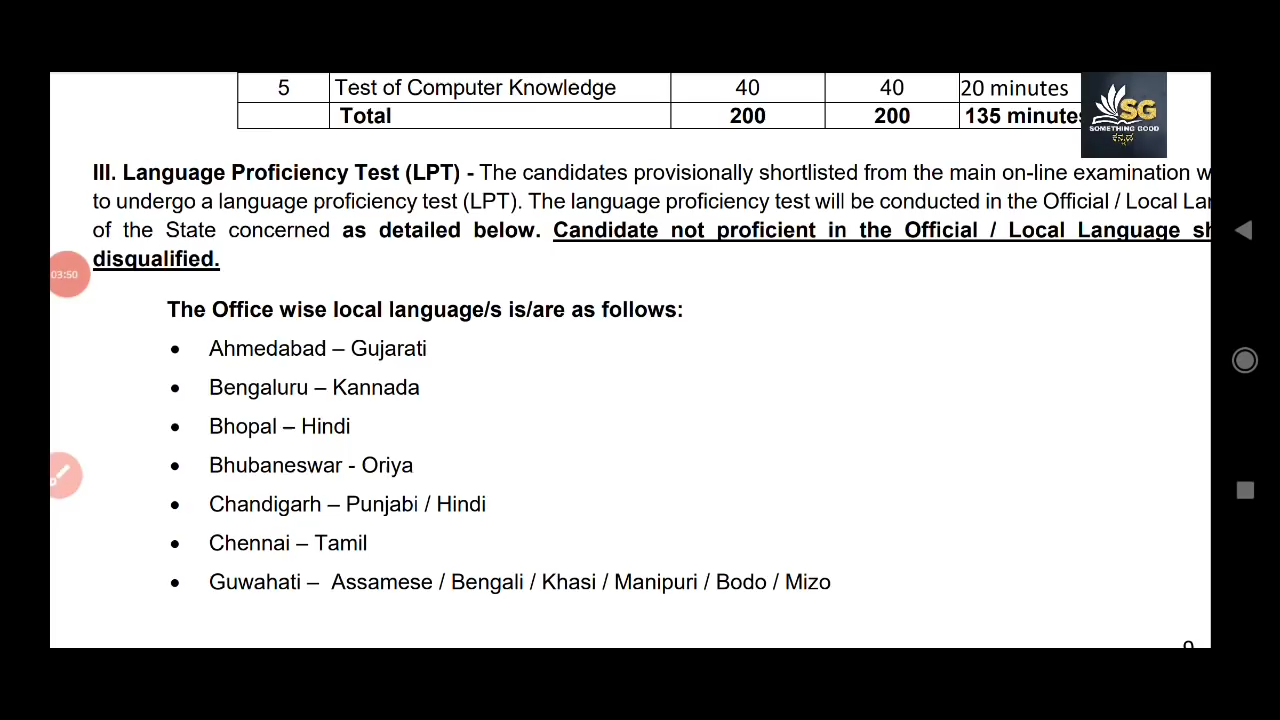 5 Test of Computer Knowledge 40 40 20 minutes
Total 200 200 135 minutes
SG
SOMETHING GOOD
ಕನ್ನಡ
III. Language Proficiency Test (LPT) - The candidates provisionally shortlisted from the main on-line examination
to undergo a language proficiency test (LPT). The language proficiency test will be conducted in the Official / Local
of the State concerned as detailed below. Candidate not proficient in the Official / Local Language
disqualified.
03:50
The Office wise local language/s is/are as follows:
• Ahmedabad – Gujarati
• Bengaluru – Kannada
• Bhopal – Hindi
• Bhubaneswar - Oriya
• Chandigarh – Punjabi / Hindi
• Chennai – Tamil
• Guwahati – Assamese / Bengali / Khasi / Manipuri / Bodo / Mizo